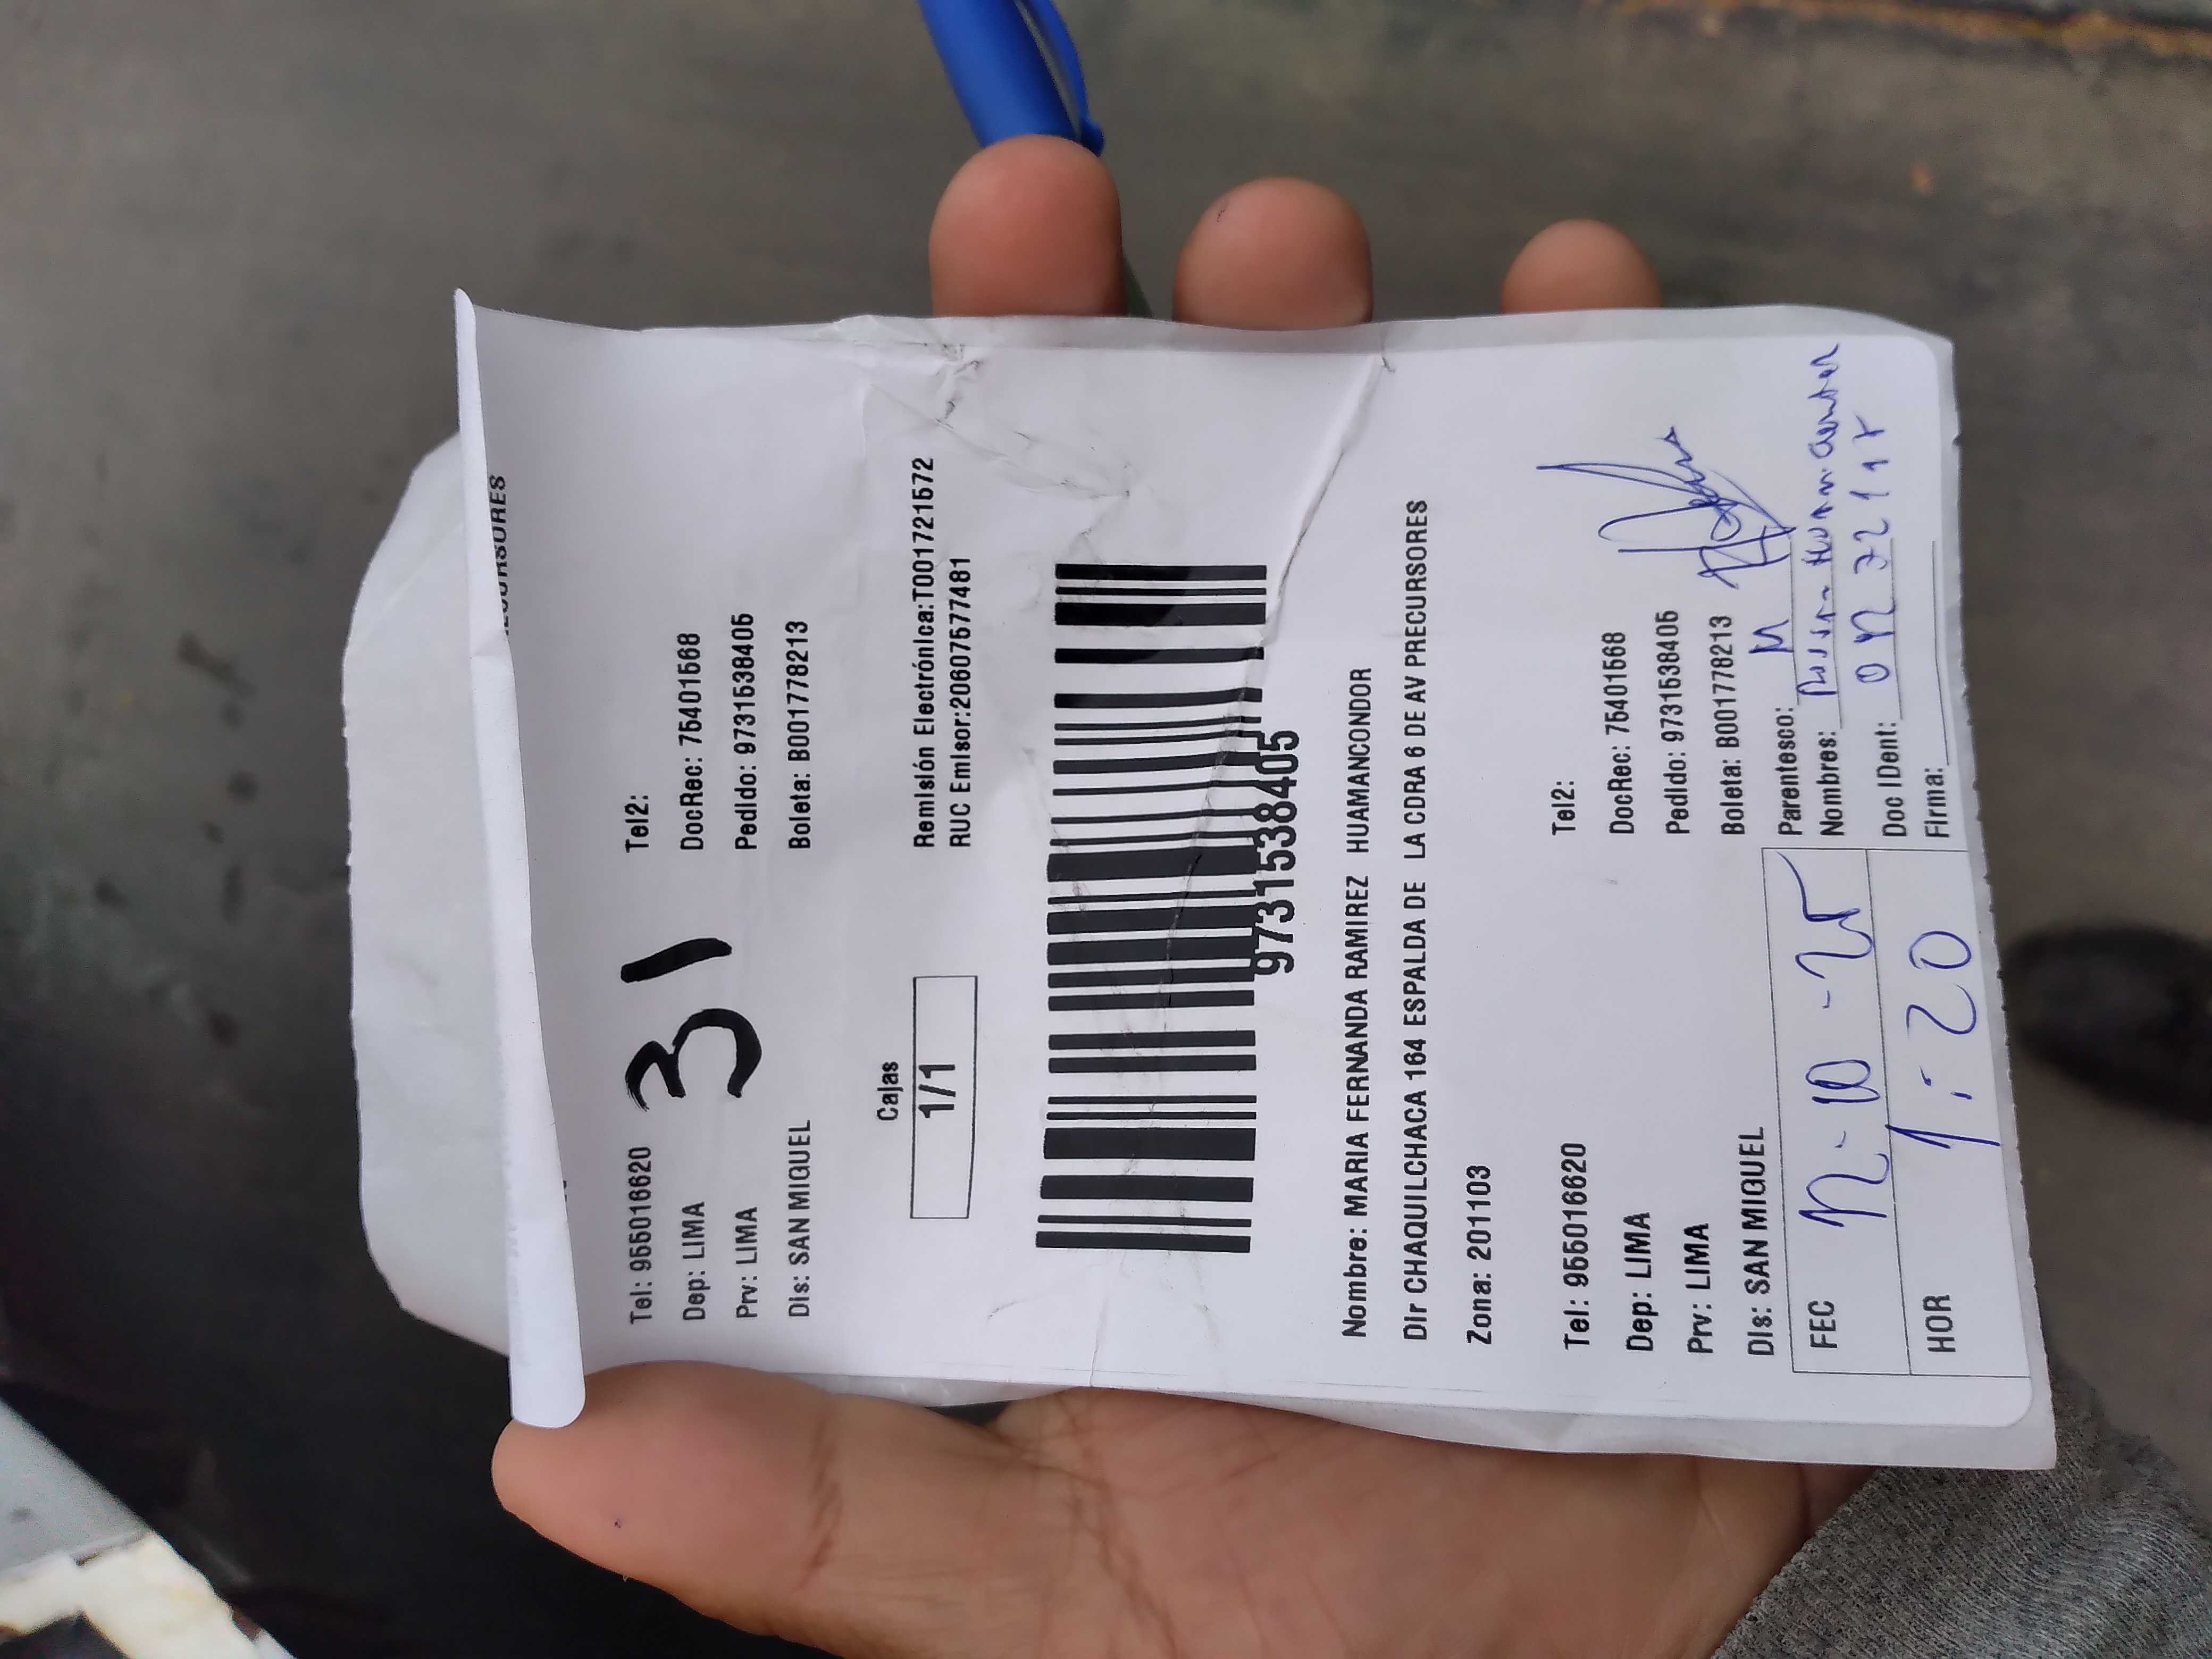 ECURSORES
Tel: 955016620 Tel2:
Dep: LIMA DocRec: 75401568
Prv: LIMA Pedido: 9731538405
Dis: SAN MIGUEL Boleta: B001778213
31
Cajas
1/1
Remisión Electrónica:T001721572
RUC Emisor:20607577481
9731538405
Nombre: MARIA FERNANDA RAMIREZ HUAMANCONDOR
Dir CHAQUILCHACA 164 ESPALDA DE LA CDRA 6 DE AV PRECURSORES
Zona: 201103
Tel: 955016620 Tel2:
Dep: LIMA DocRec: 75401568
Prv: LIMA Pedido: 9731538405
Dis: SAN MIGUEL Boleta: B001778213
FEC
HOR 1:20
Parentesco: M
Nombres:
Doc IDent:
Firma: